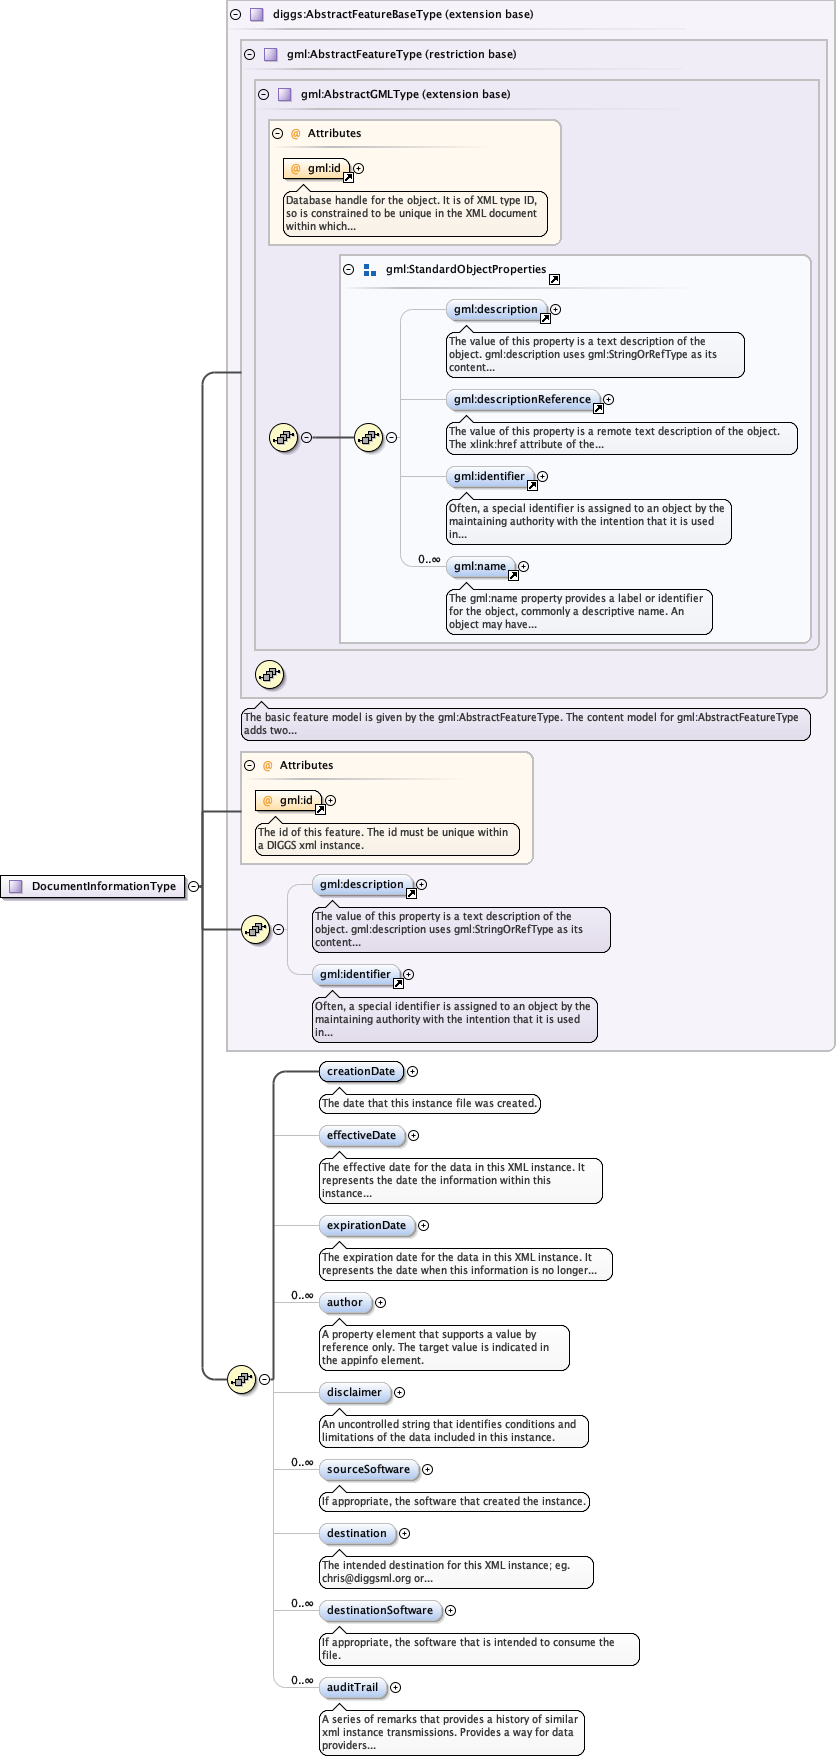 diggs:AbstractFeatureBaseType (extension base)
gml:AbstractFeatureType (restriction base)
gml:AbstractGMLType (extension base)
@ Attributes
@ gml:id
Database handle for the object. It is of XML type ID,
so is constrained to be unique in the XML document
within which...
gml:StandardObjectProperties
gml:description
The value of this property is a text description of the
object. gml:description uses gml:StringOrRefType as its
content...
gml:descriptionReference
The value of this property is a remote text description of the object.
The xlink:href attribute of the...
gml:identifier
Often, a special identifier is assigned to an object by the
maintaining authority with the intention that it is used
in...
0..∞
gml:name
The gml:name property provides a label or identifier
for the object, commonly a descriptive name. An
object may have...
The basic feature model is given by the gml:AbstractFeatureType. The content model for gml:AbstractFeatureType
adds two...
@ Attributes
@ gml:id
The id of this feature. The id must be unique within
a DIGGS xml instance.
DocumentInformationType
gml:description
The value of this property is a text description of the
object. gml:description uses gml:StringOrRefType as its
content...
gml:identifier
Often, a special identifier is assigned to an object by the
maintaining authority with the intention that it is used
in...
creationDate
The date that this instance file was created.
effectiveDate
The effective date for the data in this XML instance. It
represents the date the information within this
instance...
expirationDate
The expiration date for the data in this XML instance. It
represents the date when this information is no longer...
0..∞
author
A property element that supports a value by
reference only. The target value is indicated in
the appinfo element.
disclaimer
An uncontrolled string that identifies conditions and
limitations of the data included in this instance.
0..∞
sourceSoftware
If appropriate, the software that created the instance.
destination
The intended destination for this XML instance; eg.
chris@diggsml.org or...
0..∞
destinationSoftware
If appropriate, the software that is intended to consume the
file.
0..∞
auditTrail
A series of remarks that provides a history of similar
xml instance transmissions. Provides a way for data
providers...